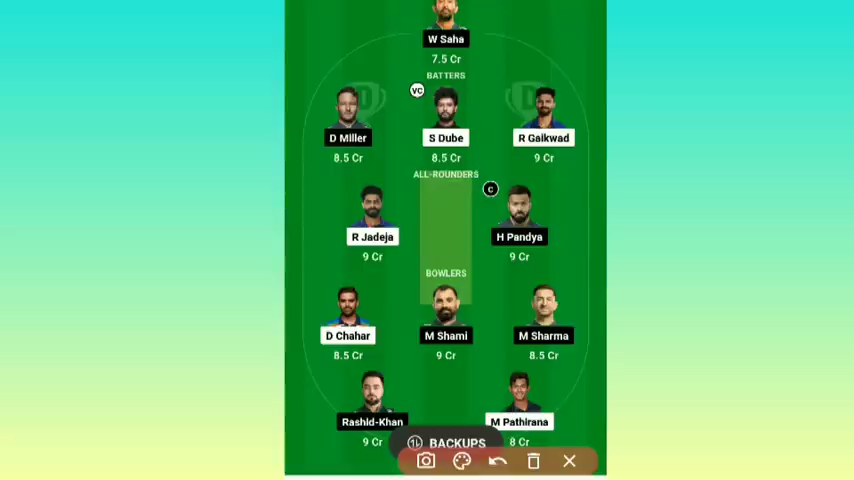 W Saha
7.5 Cr
BATTERS
VC
D Miller
S Dube
R Gaikwad
8.5 Cr
8.5 Cr
9 Cr
ALL-ROUNDERS
C
R Jadeja
H Pandya
9 Cr
9 Cr
BOWLERS
D Chahar
M Shami
M Sharma
8.5 Cr
9 Cr
8.5 Cr
Rashid-Khan
M Pathirana
9 Cr
BACKUPS
8 Cr